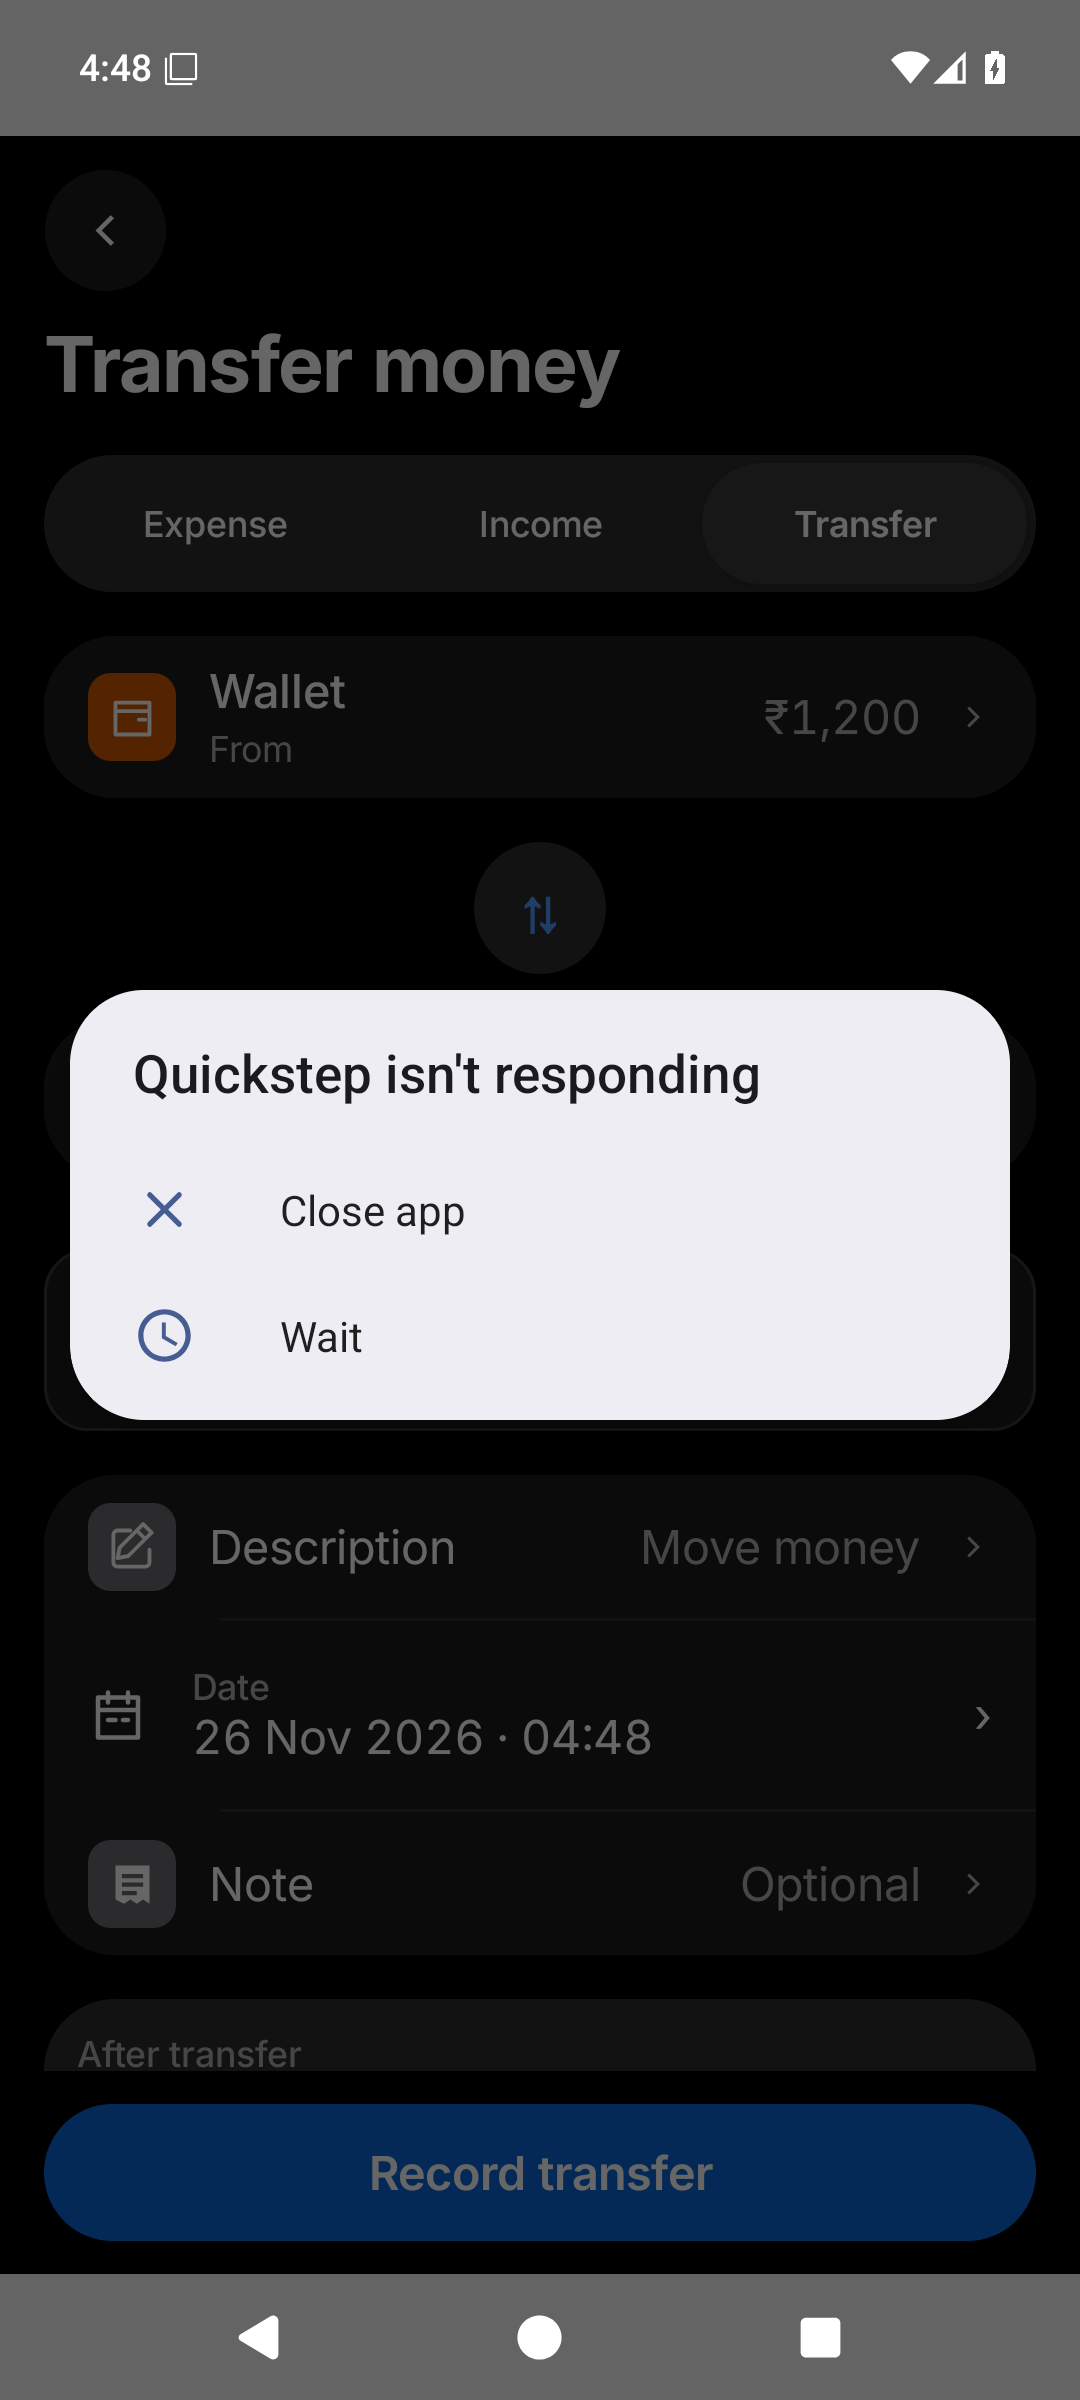 4:48
Transfer money
Expense Income Transfer
Wallet
From
₹1,200
Quickstep isn't responding
Close app
Wait
Description Move money
Date
26 Nov 2026 · 04:48
Note Optional
After transfer
Record transfer